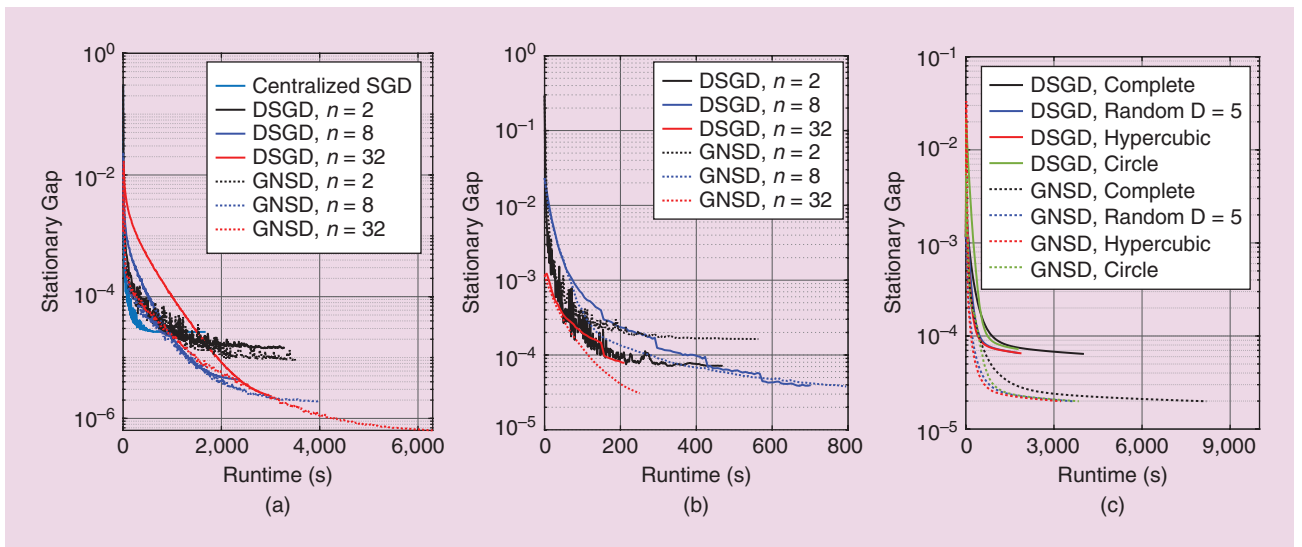 10^0
10^−2
10^−4
10^−6
Stationary Gap
Centralized SGD
DSGD, n = 2
DSGD, n = 8
DSGD, n = 32
GNSD, n = 2
GNSD, n = 8
GNSD, n = 32
0
2,000
4,000
6,000
Runtime (s)
(a)
10^0
10^−1
10^−2
10^−3
10^−4
10^−5
Stationary Gap
DSGD, n = 2
DSGD, n = 8
DSGD, n = 32
GNSD, n = 2
GNSD, n = 8
GNSD, n = 32
0
200
400
600
800
Runtime (s)
(b)
10^−1
10^−2
10^−3
10^−4
10^−5
Stationary Gap
DSGD, Complete
DSGD, Random D = 5
DSGD, Hypercubic
DSGD, Circle
GNSD, Complete
GNSD, Random D = 5
GNSD, Hypercubic
GNSD, Circle
0
3,000
6,000
9,000
Runtime (s)
(c)